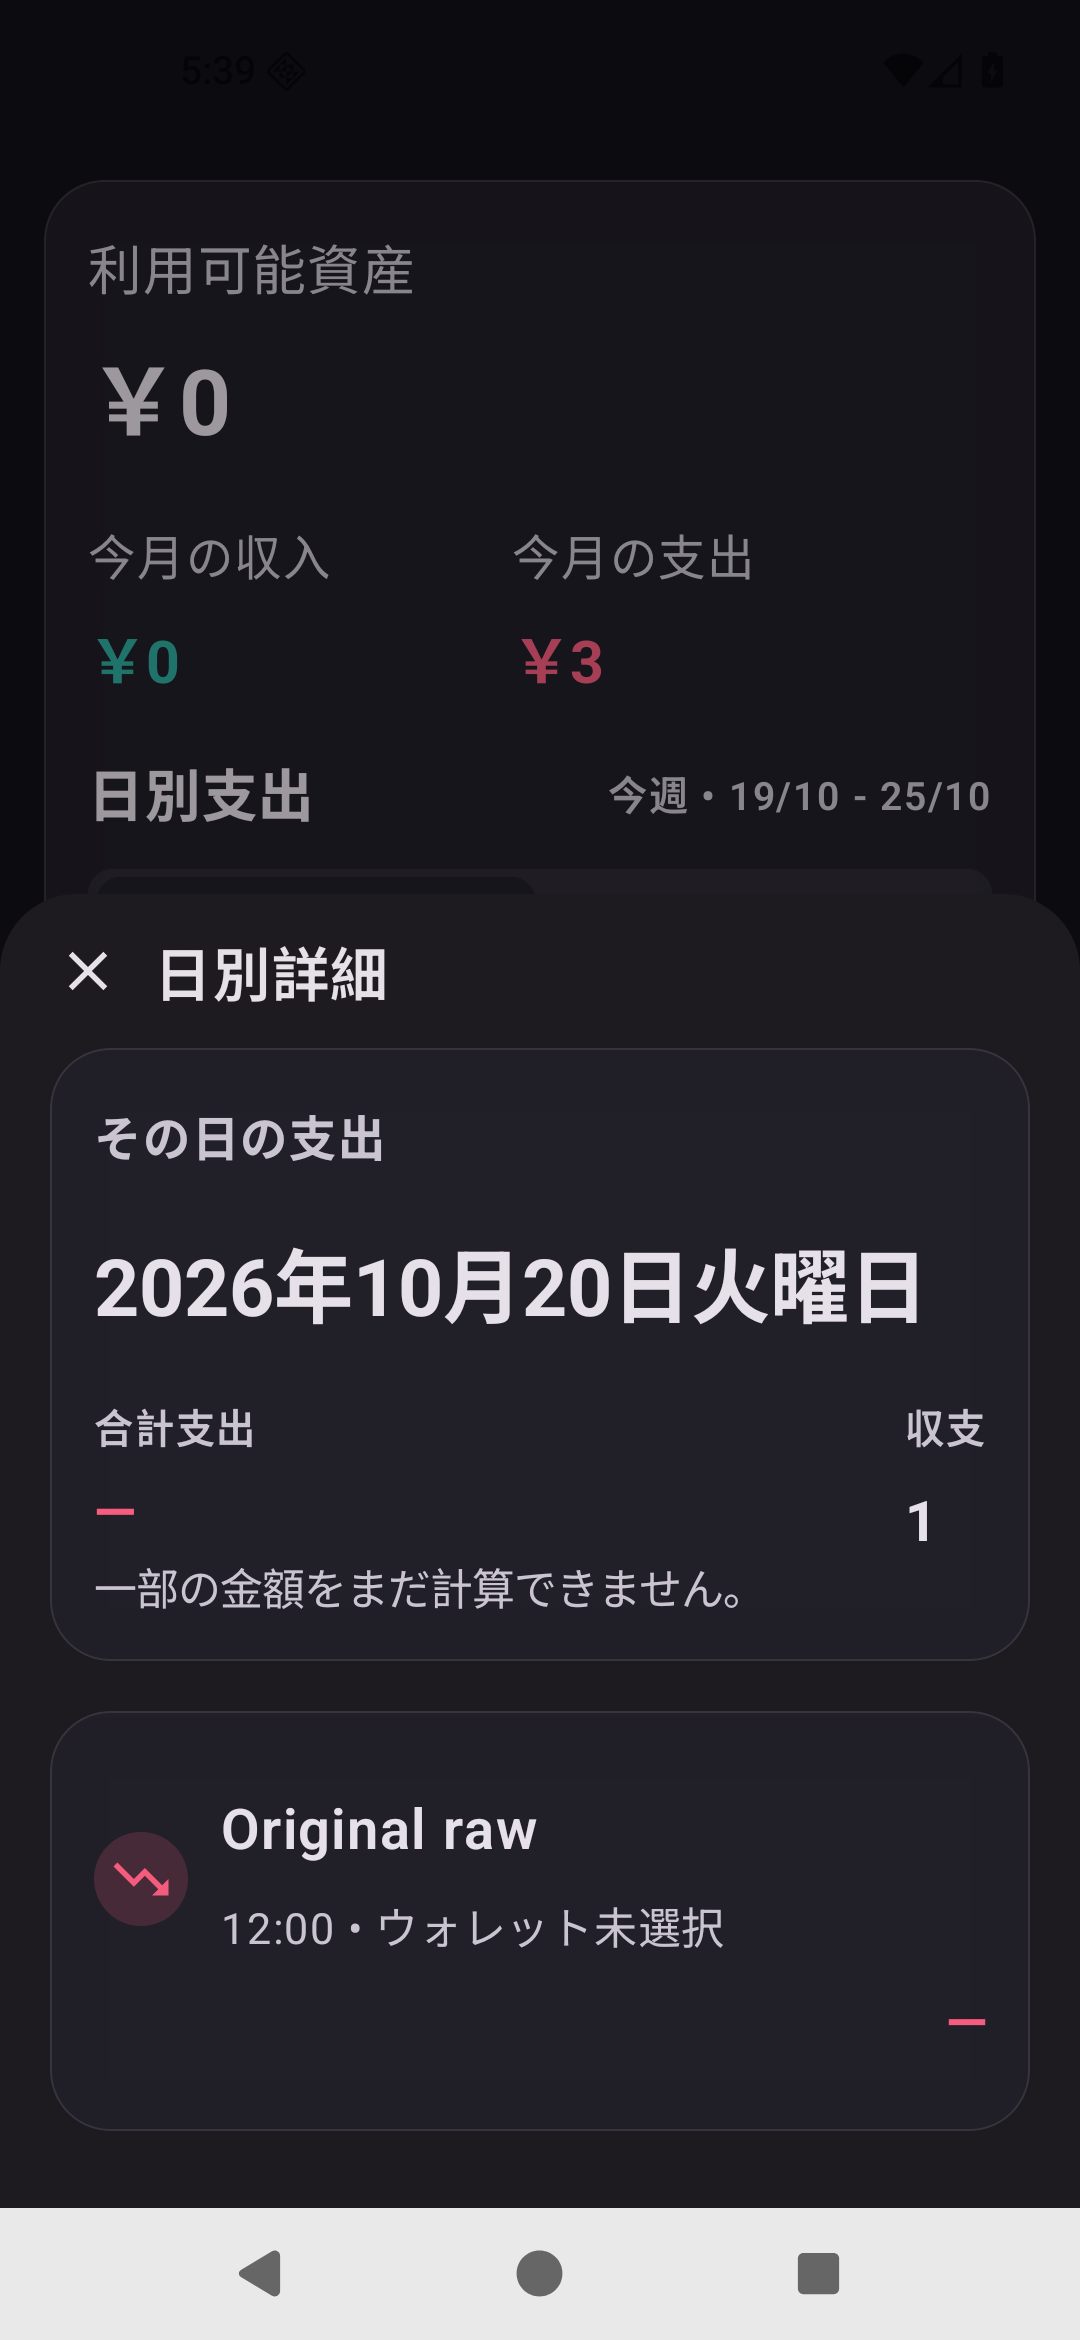 5:39
利用可能資産
￥0
今月の収入
今月の支出
￥0
￥3
日別支出
今週・19/10 - 25/10
日別詳細
その日の支出
2026年10月20日火曜日
合計支出
収支
—
1
一部の金額をまだ計算できません。
Original raw
12:00・ウォレット未選択
—